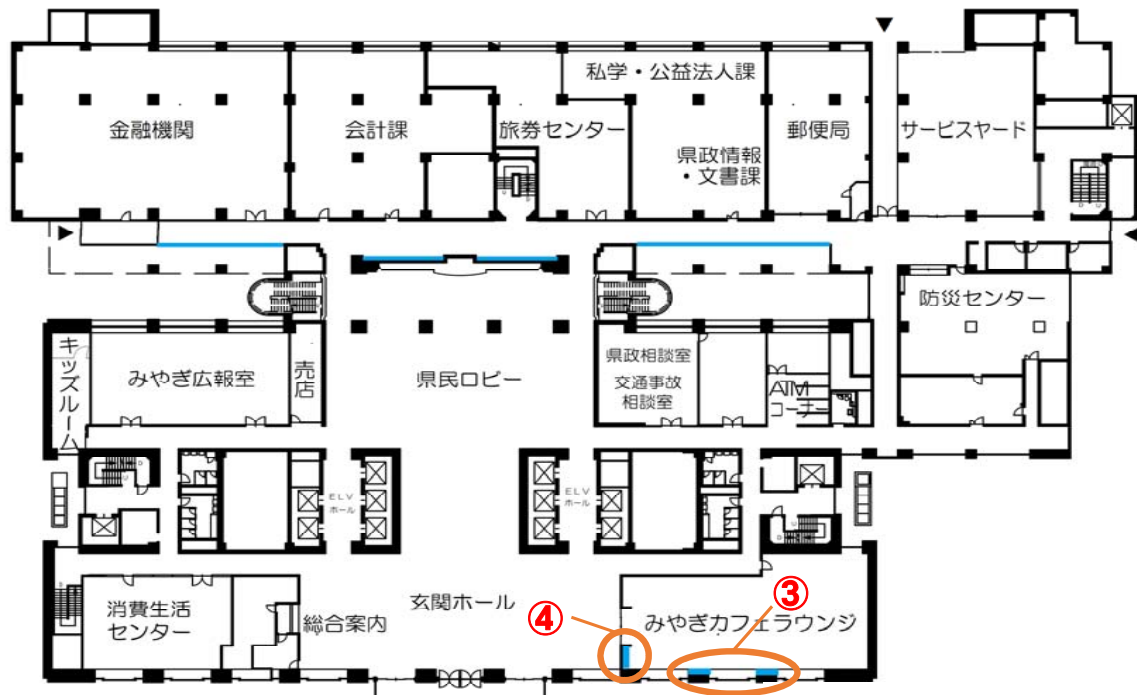 私学・公益法人課
金融機関
会計課
旅券センター
県政情報
・文書課
郵便局
サービスヤード
防災センター
キッズルーム
みやぎ広報室
売店
県民ロビー
県政相談室
交通事故
相談室
ATM
コーナー
ELV
ホール
ELV
ホール
消費生活
センター
総合案内
玄関ホール
④
③
みやぎカフェラウンジ